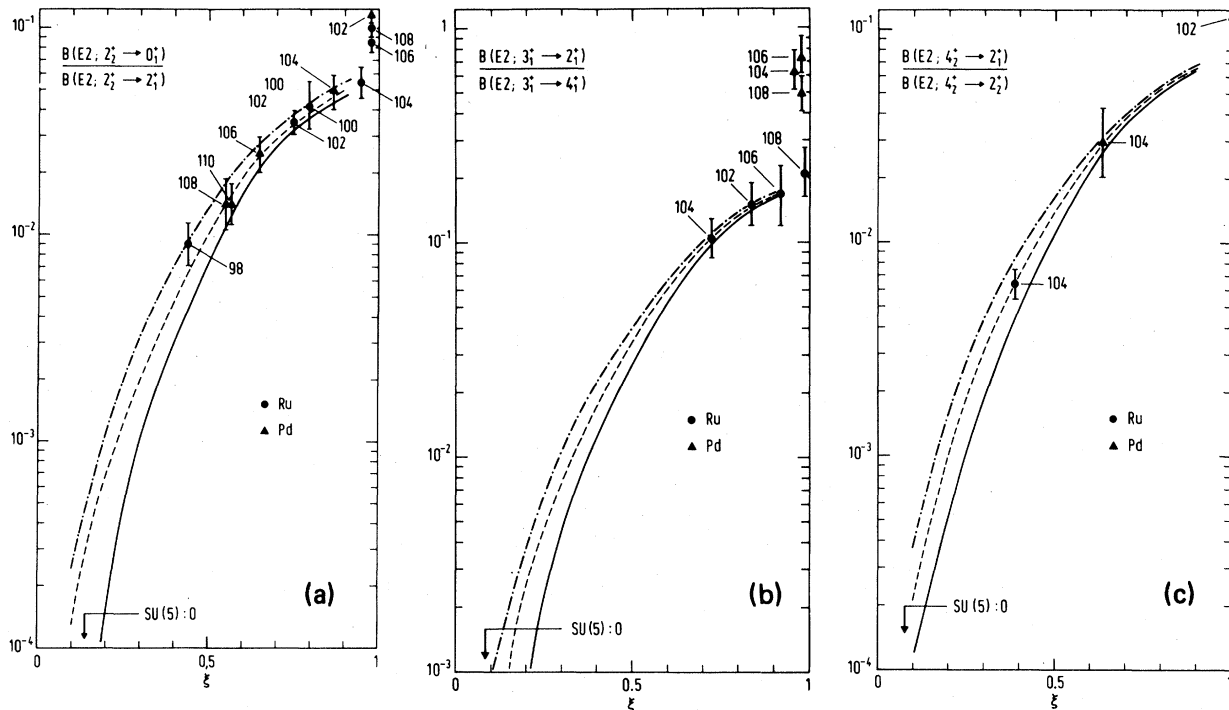 10⁻¹
10⁻²
10⁻³
10⁻⁴
B(E2; 2₂⁺ → 0₁⁺)
B(E2; 2₂⁺ → 2₁⁺)
102
108
106
104
104
100
102
100
102
106
110
108
98
● Ru
▲ Pd
(a)
SU(5) : 0
0
0,5
1
ξ
1
10⁻¹
10⁻²
10⁻³
B(E2; 3₁⁺ → 2₁⁺)
B(E2; 3₁⁺ → 4₁⁺)
106
104
108
108
106
102
104
● Ru
▲ Pd
(b)
SU(5) : 0
0
0.5
1
ξ
10⁻¹
10⁻²
10⁻³
10⁻⁴
B(E2; 4₂⁺ → 2₁⁺)
B(E2; 4₂⁺ → 2₂⁺)
102
104
104
● Ru
▲ Pd
(c)
SU(5) : 0
0
0.5
1
ξ